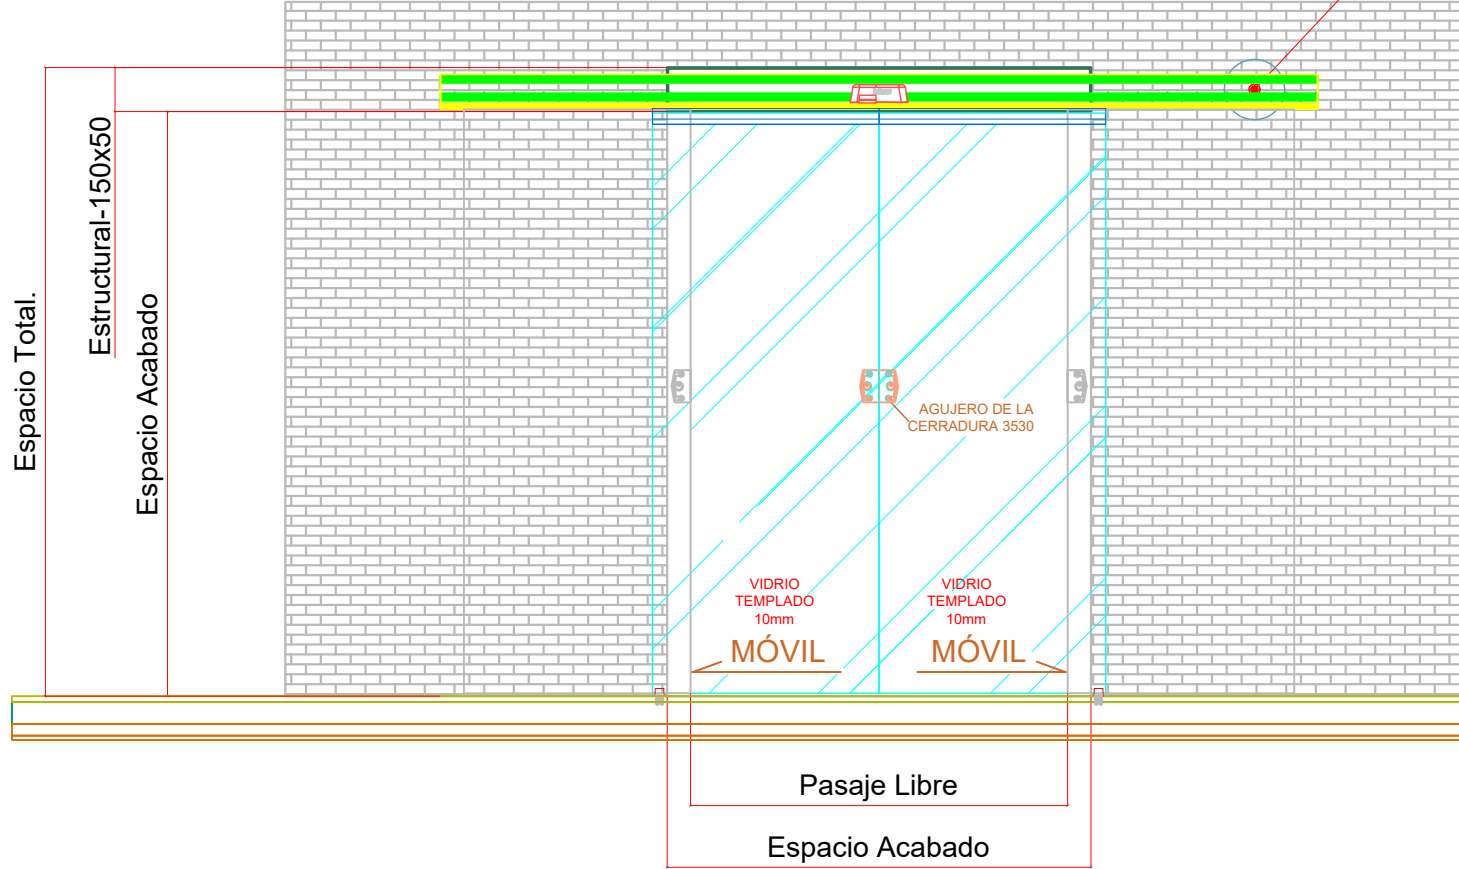 Espacio Total.
Estructural-150x50
Espacio Acabado
AGUJERO DE LA
CERRADURA 3530
VIDRIO
TEMPLADO
10mm
MÓVIL
VIDRIO
TEMPLADO
10mm
MÓVIL
Pasaje Libre
Espacio Acabado